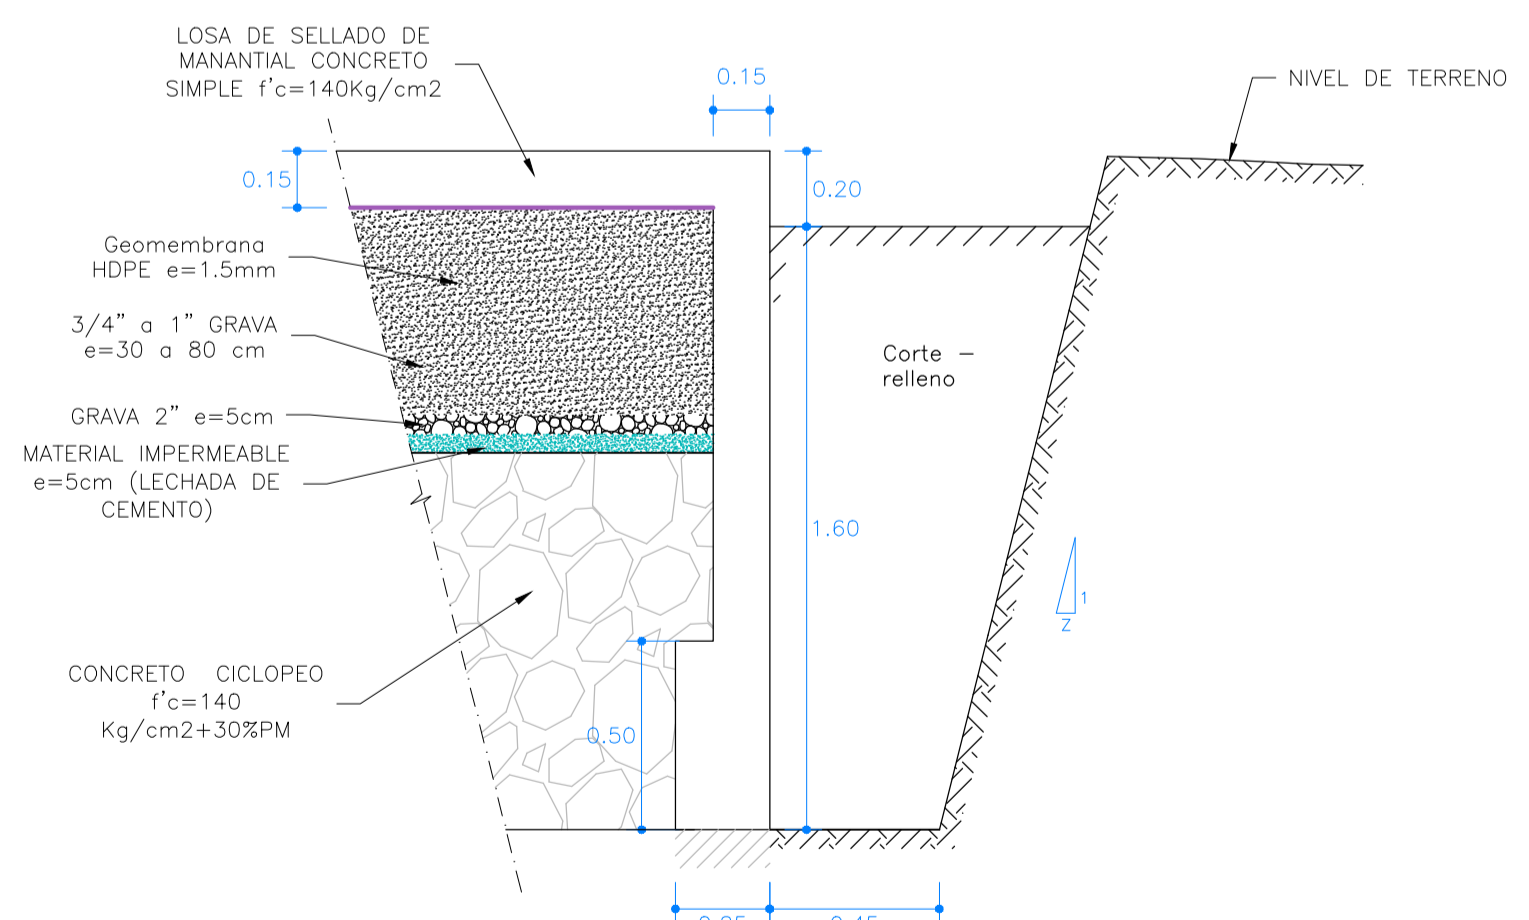 LOSA DE SELLADO DE
MANANTIAL CONCRETO
SIMPLE f'c=140Kg/cm2
0.15
NIVEL DE TERRENO
0.15
0.20
Geomembrana
HDPE e=1.5mm
3/4" a 1" GRAVA
e=30 a 80 cm
Corte –
relleno
GRAVA 2" e=5cm
MATERIAL IMPERMEABLE
e=5cm (LECHADA DE
CEMENTO)
1.60
1
Z
CONCRETO CICLOPEO
f'c=140
Kg/cm2+30%PM
0.50